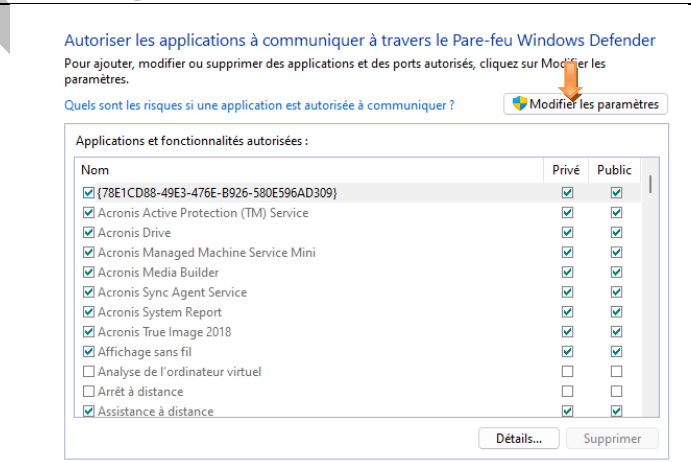 Autoriser les applications à communiquer à travers le Pare-feu Windows Defender
Pour ajouter, modifier ou supprimer des applications et des ports autorisés, cliquez sur Modifier les
paramètres.
Quels sont les risques si une application est autorisée à communiquer ?
Modifier les paramètres
Applications et fonctionnalités autorisées :
Nom Privé Public
{78E1CD88-49E3-476E-B926-580E596AD309}
Acronis Active Protection (TM) Service
Acronis Drive
Acronis Managed Machine Service Mini
Acronis Media Builder
Acronis Sync Agent Service
Acronis System Report
Acronis True Image 2018
Affichage sans fil
Analyse de l'ordinateur virtuel
Arrêt à distance
Assistance à distance
Détails... Supprimer